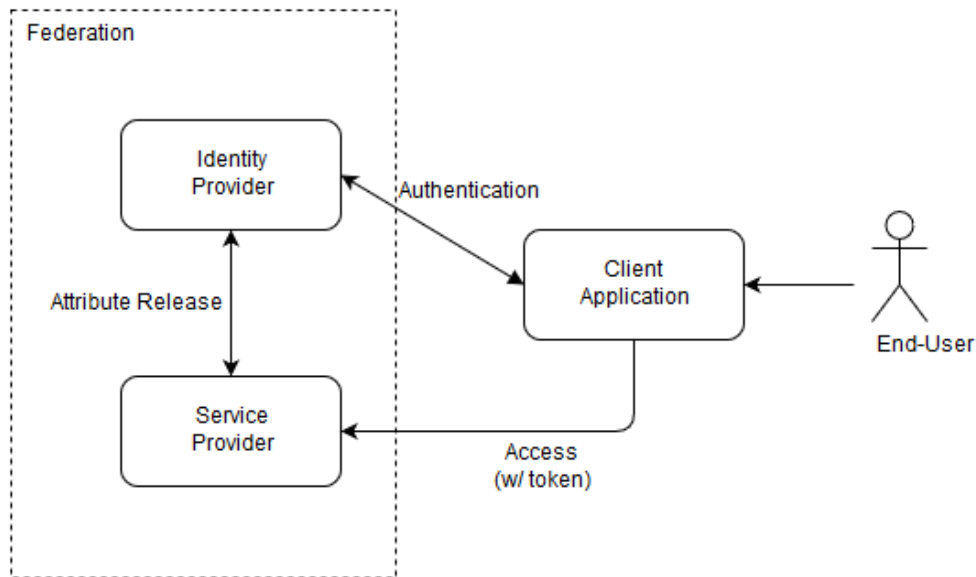 Federation
Identity
Provider
Authentication
Client
Application
Attribute Release
End-User
Service
Provider
Access
(w/ token)